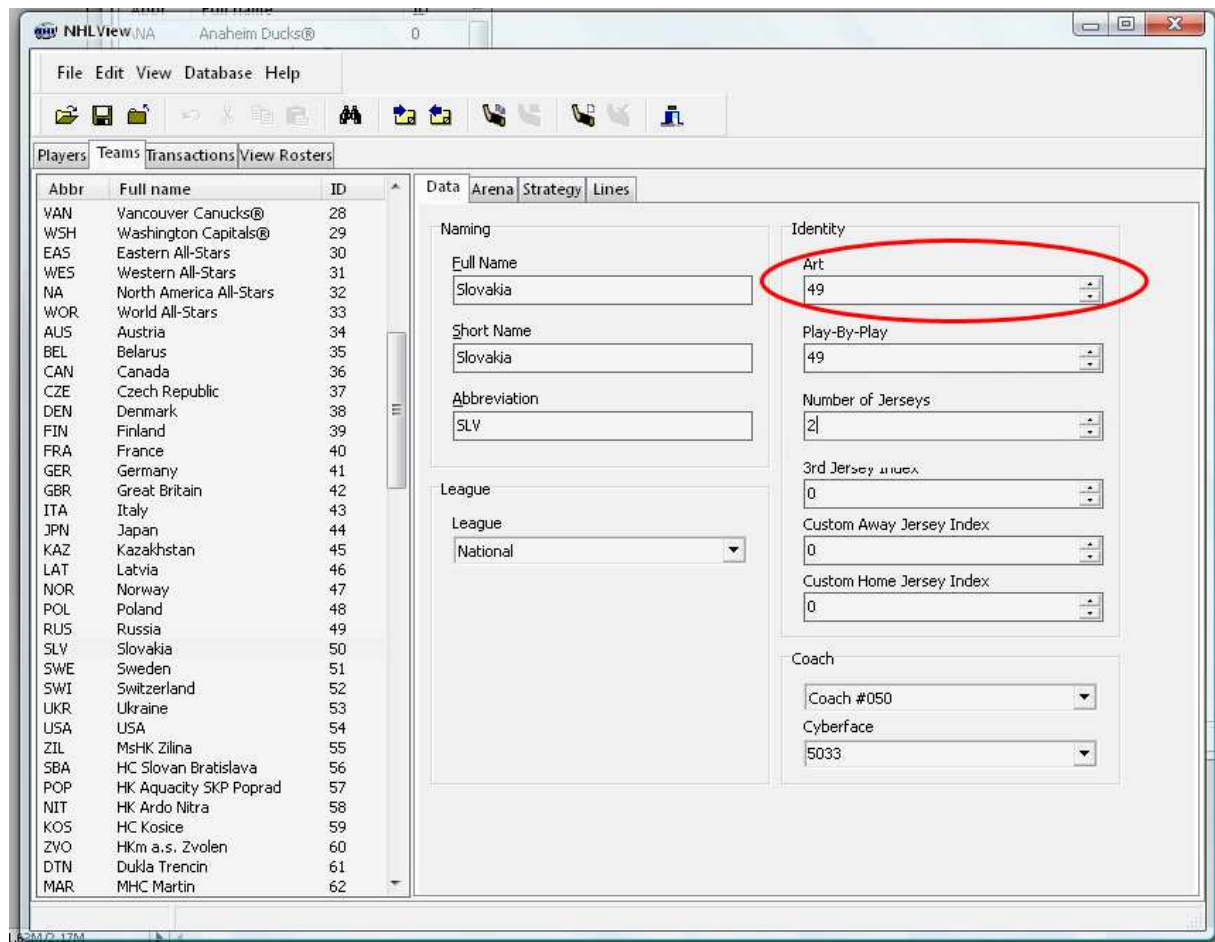 Abbr Full name ID
NHLView NA Anaheim Ducks® 0
File Edit View Database Help
Players Teams Transactions View Rosters
Abbr Full name ID
VAN Vancouver Canucks® 28
WSH Washington Capitals® 29
EAS Eastern All-Stars 30
WES Western All-Stars 31
NA North America All-Stars 32
WOR World All-Stars 33
AUS Austria 34
BEL Belarus 35
CAN Canada 36
CZE Czech Republic 37
DEN Denmark 38
FIN Finland 39
FRA France 40
GER Germany 41
GBR Great Britain 42
ITA Italy 43
JPN Japan 44
KAZ Kazakhstan 45
LAT Latvia 46
NOR Norway 47
POL Poland 48
RUS Russia 49
SLV Slovakia 50
SWE Sweden 51
SWI Switzerland 52
UKR Ukraine 53
USA USA 54
ZIL MsHK Zilina 55
SBA HC Slovan Bratislava 56
POP HK Aquacity SKP Poprad 57
NIT HK Ardo Nitra 58
KOS HC Kosice 59
ZVO HKm a.s. Zvolen 60
DTN Dukla Trencin 61
MAR MHC Martin 62
Data Arena Strategy Lines
Naming
Full Name
Slovakia
Short Name
Slovakia
Abbreviation
SLV
League
League
National
Identity
Art
49
Play-By-Play
49
Number of Jerseys
2
3rd Jersey Index
0
Custom Away Jersey Index
0
Custom Home Jersey Index
0
Coach
Coach #050
Cyberface
5033